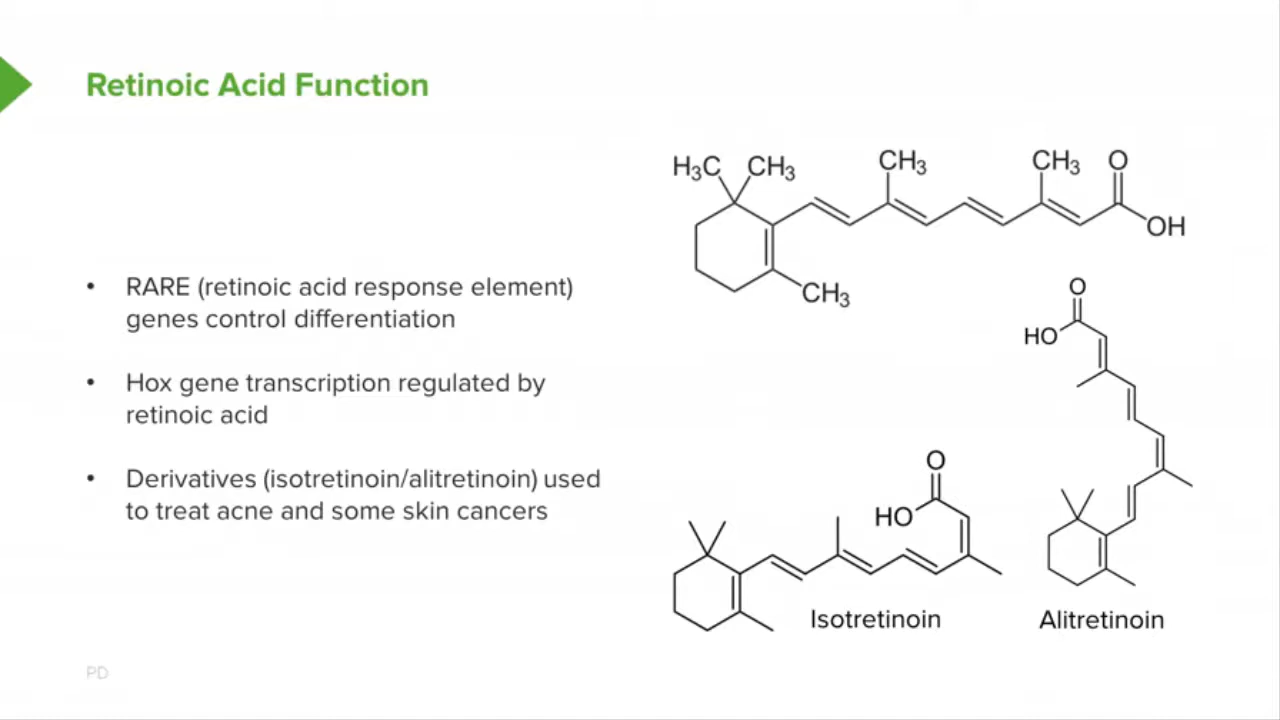 Retinoic Acid Function
• RARE (retinoic acid response element)
genes control differentiation
• Hox gene transcription regulated by
retinoic acid
• Derivatives (isotretinoin/alitretinoin) used
to treat acne and some skin cancers
H₃C CH₃ CH₃ CH₃ O
OH
CH₃
O
HO
O
HO
Isotretinoin Alitretinoin
PD